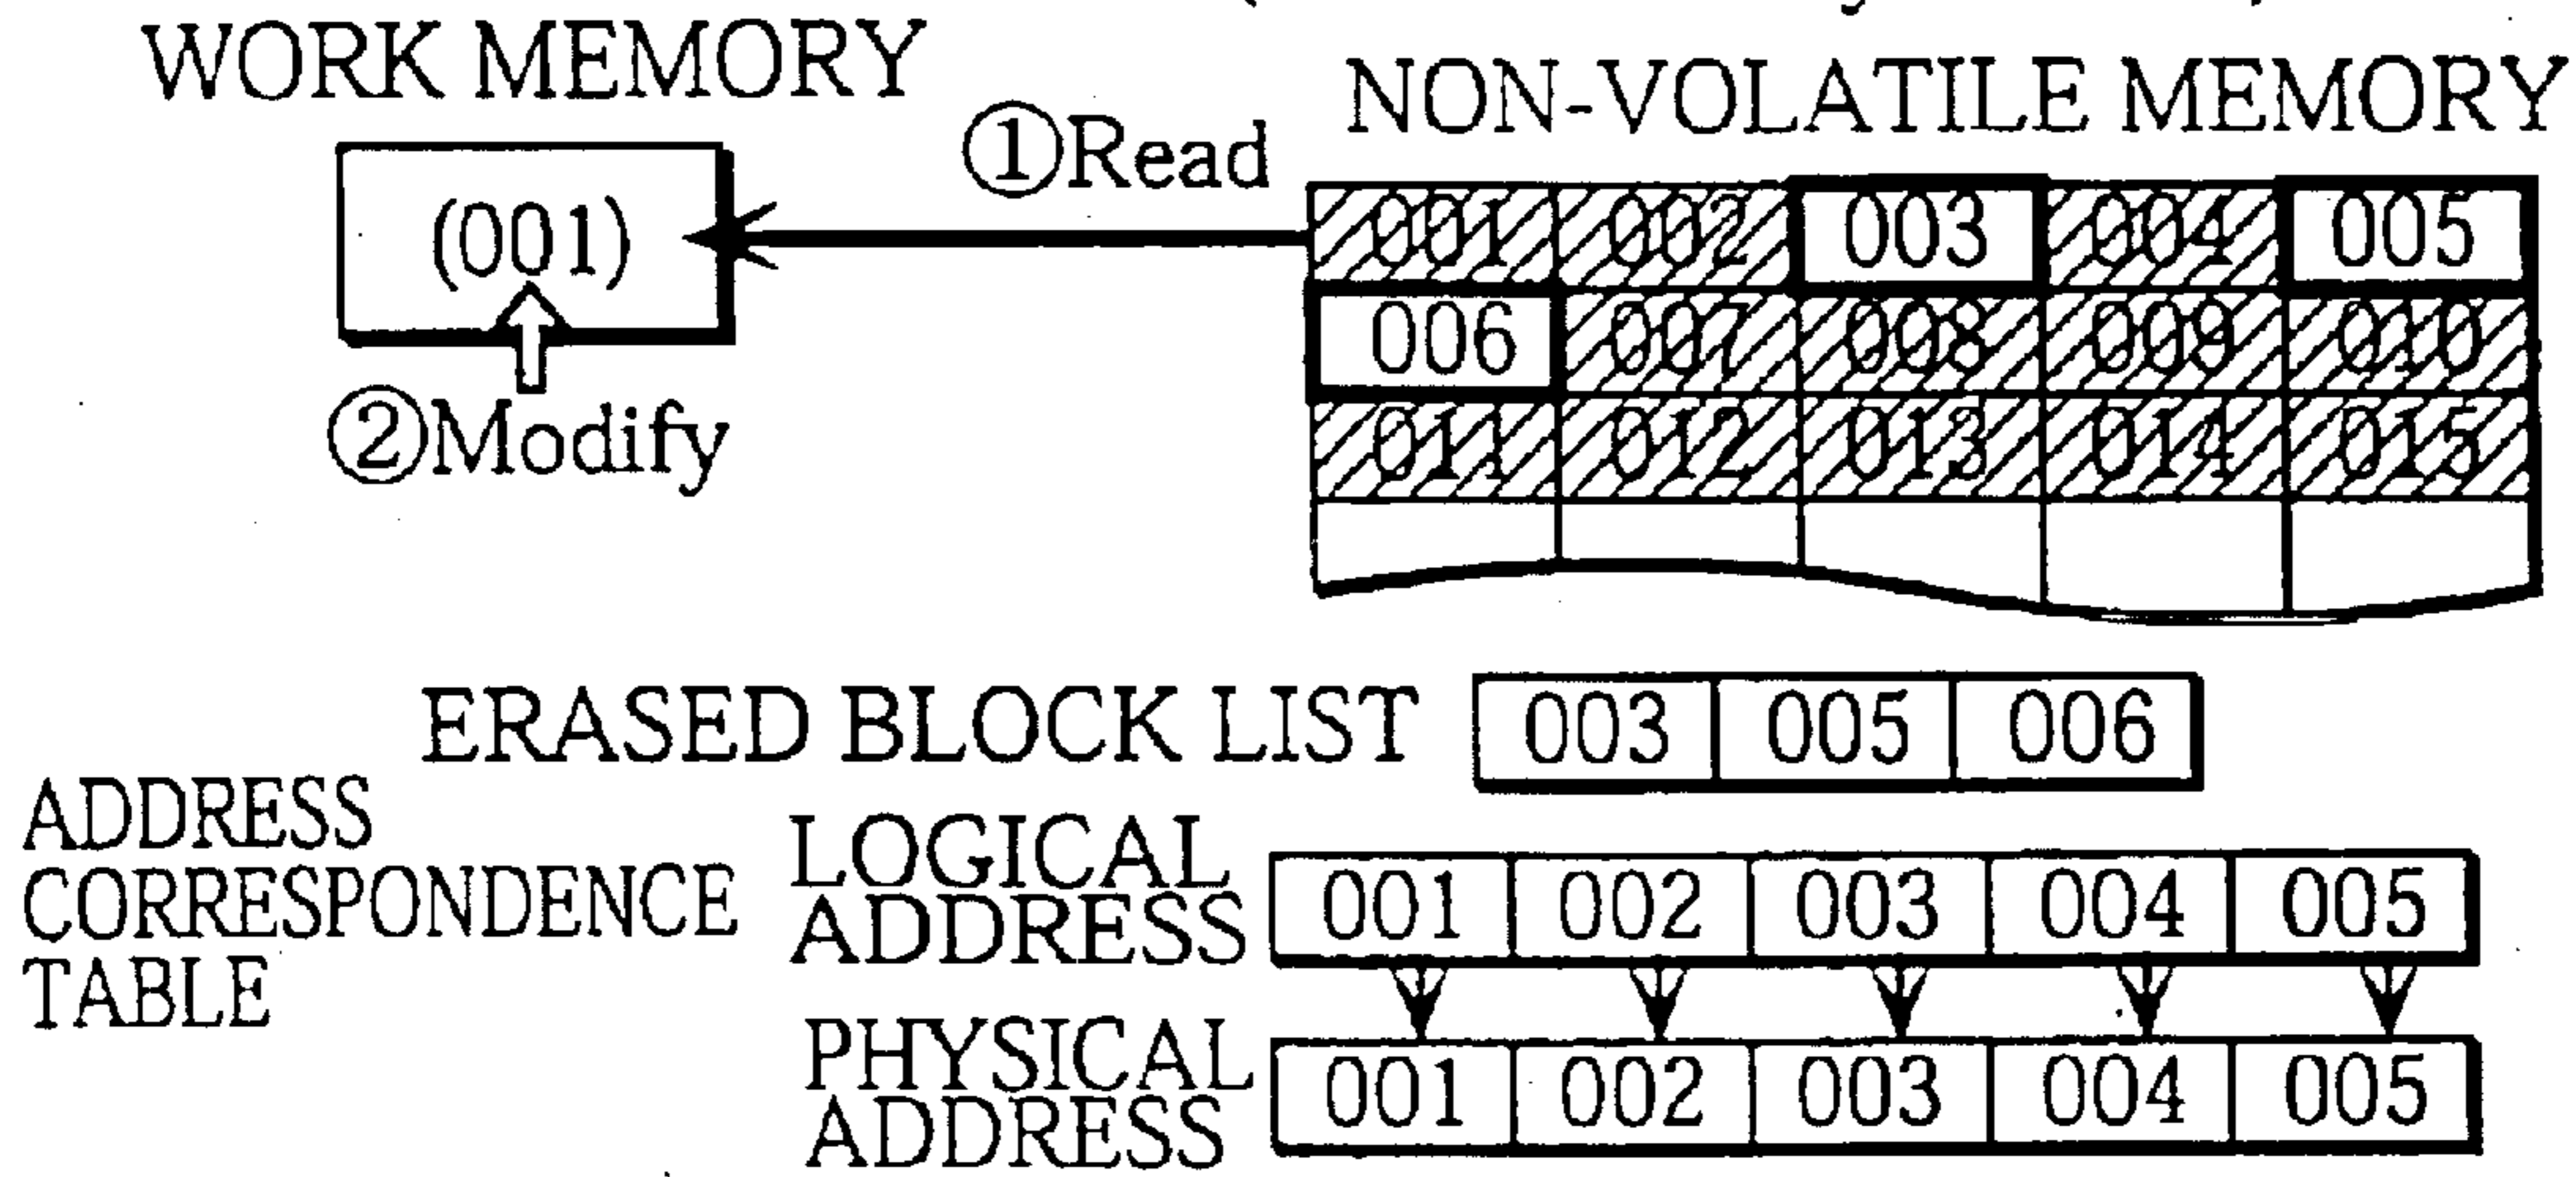 WORK MEMORY
NON-VOLATILE MEMORY
①Read
(001)
②Modify
001 002 003 004 005
006 007 008 009 010
011 012 013 014 015
ERASED BLOCK LIST 003 005 006
ADDRESS
CORRESPONDENCE
TABLE
LOGICAL
ADDRESS
001 002 003 004 005
PHYSICAL
ADDRESS
001 002 003 004 005